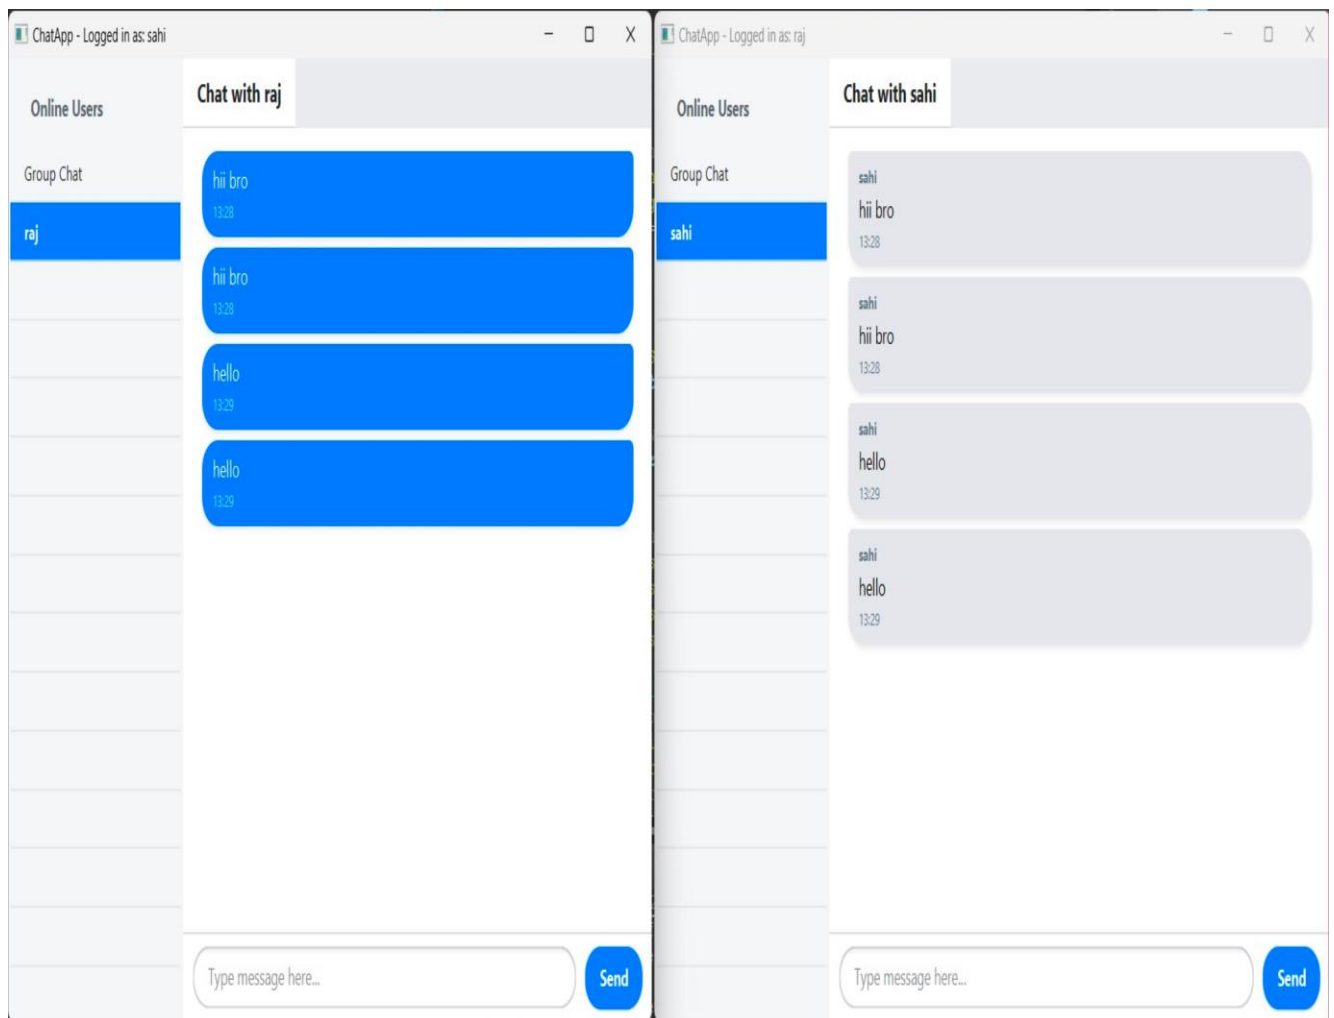 ChatApp - Logged in as: sahi
Online Users
Group Chat
raj
Chat with raj
hii bro
13:28
hii bro
13:28
hello
13:29
hello
13:29
Type message here...
Send
ChatApp - Logged in as: raj
Online Users
Group Chat
sahi
Chat with sahi
sahi
hii bro
13:28
sahi
hii bro
13:28
sahi
hello
13:29
sahi
hello
13:29
Type message here...
Send